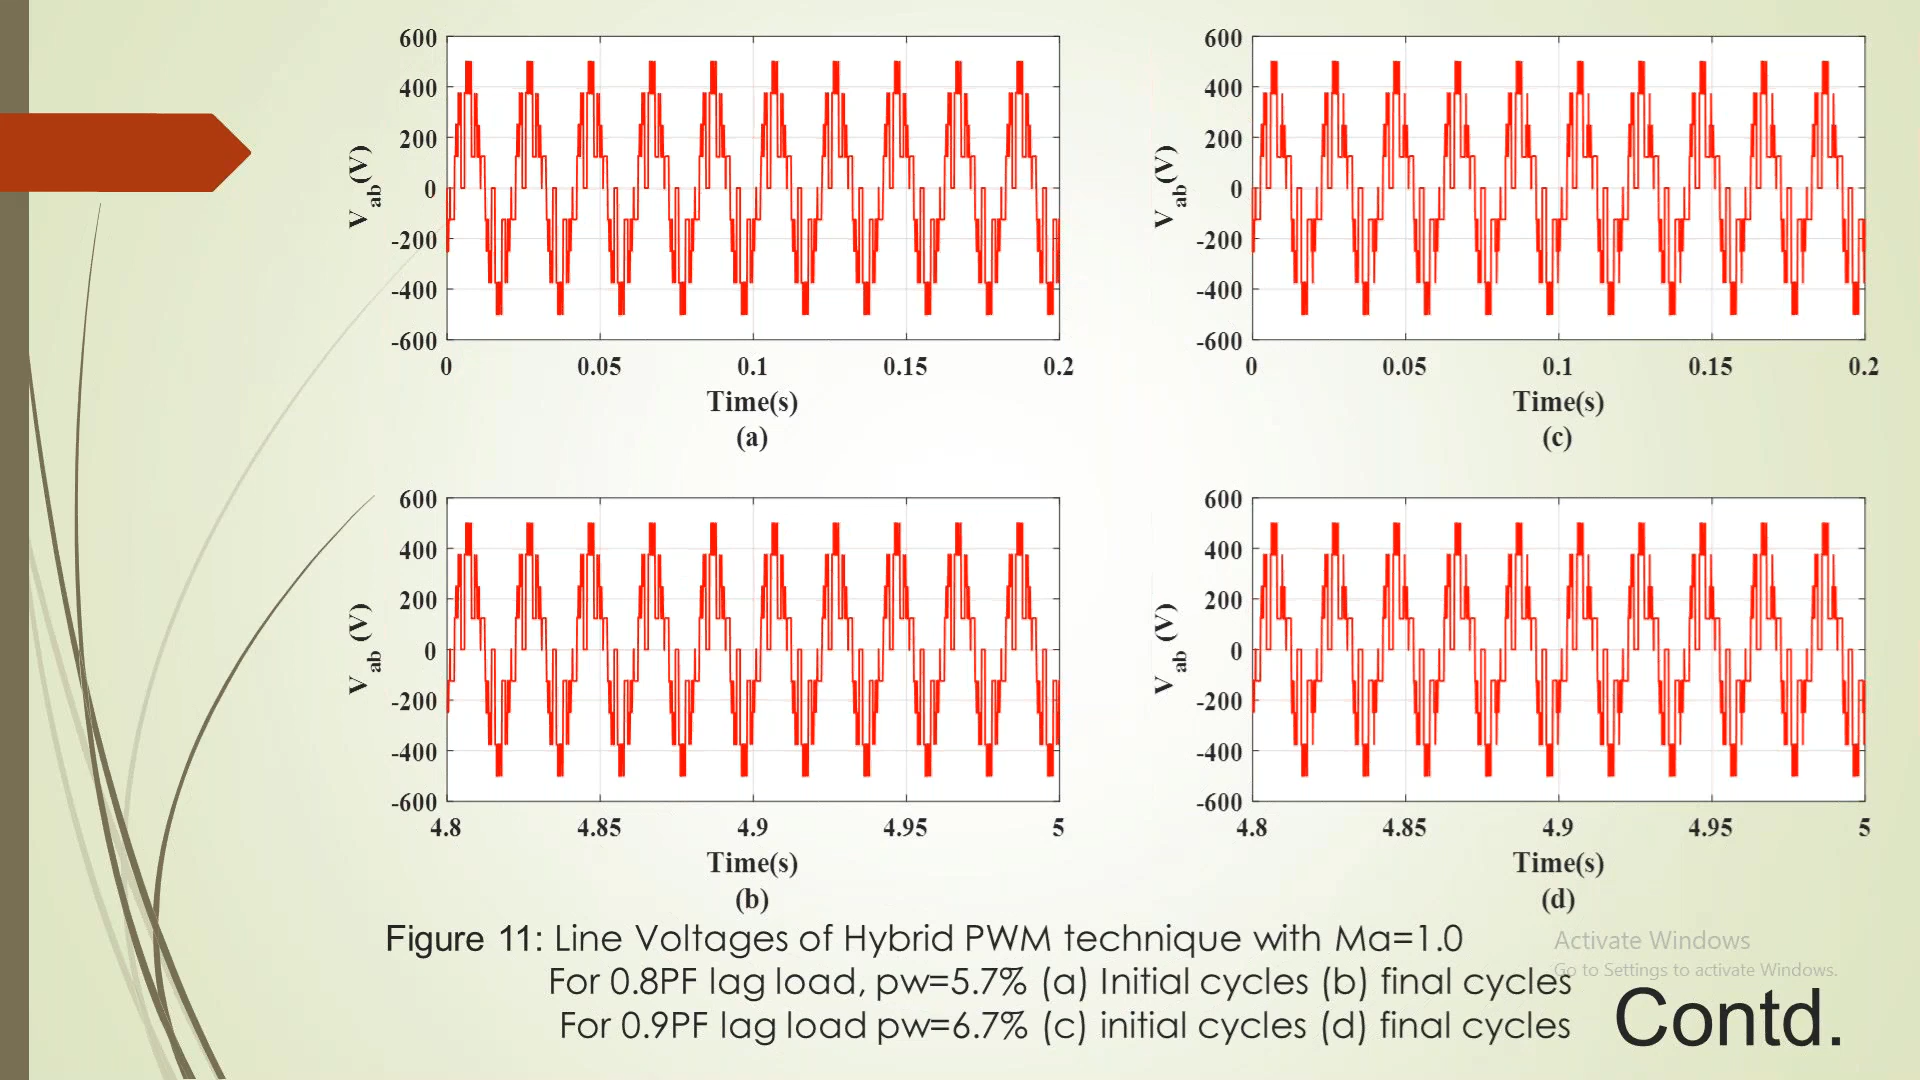 600
400
200
0
-200
-400
-600
V ab (V)
0 0.05 0.1 0.15 0.2
Time(s)
(a)
600
400
200
0
-200
-400
-600
V ab (V)
0 0.05 0.1 0.15 0.2
Time(s)
(c)
600
400
200
0
-200
-400
-600
V ab (V)
4.8 4.85 4.9 4.95 5
Time(s)
(b)
600
400
200
0
-200
-400
-600
V ab (V)
4.8 4.85 4.9 4.95 5
Time(s)
(d)
Figure 11: Line Voltages of Hybrid PWM technique with Ma=1.0
For 0.8PF lag load, pw=5.7% (a) Initial cycles (b) final cycles
For 0.9PF lag load pw=6.7% (c) initial cycles (d) final cycles
Activate Windows
Go to Settings to activate Windows.
Contd.